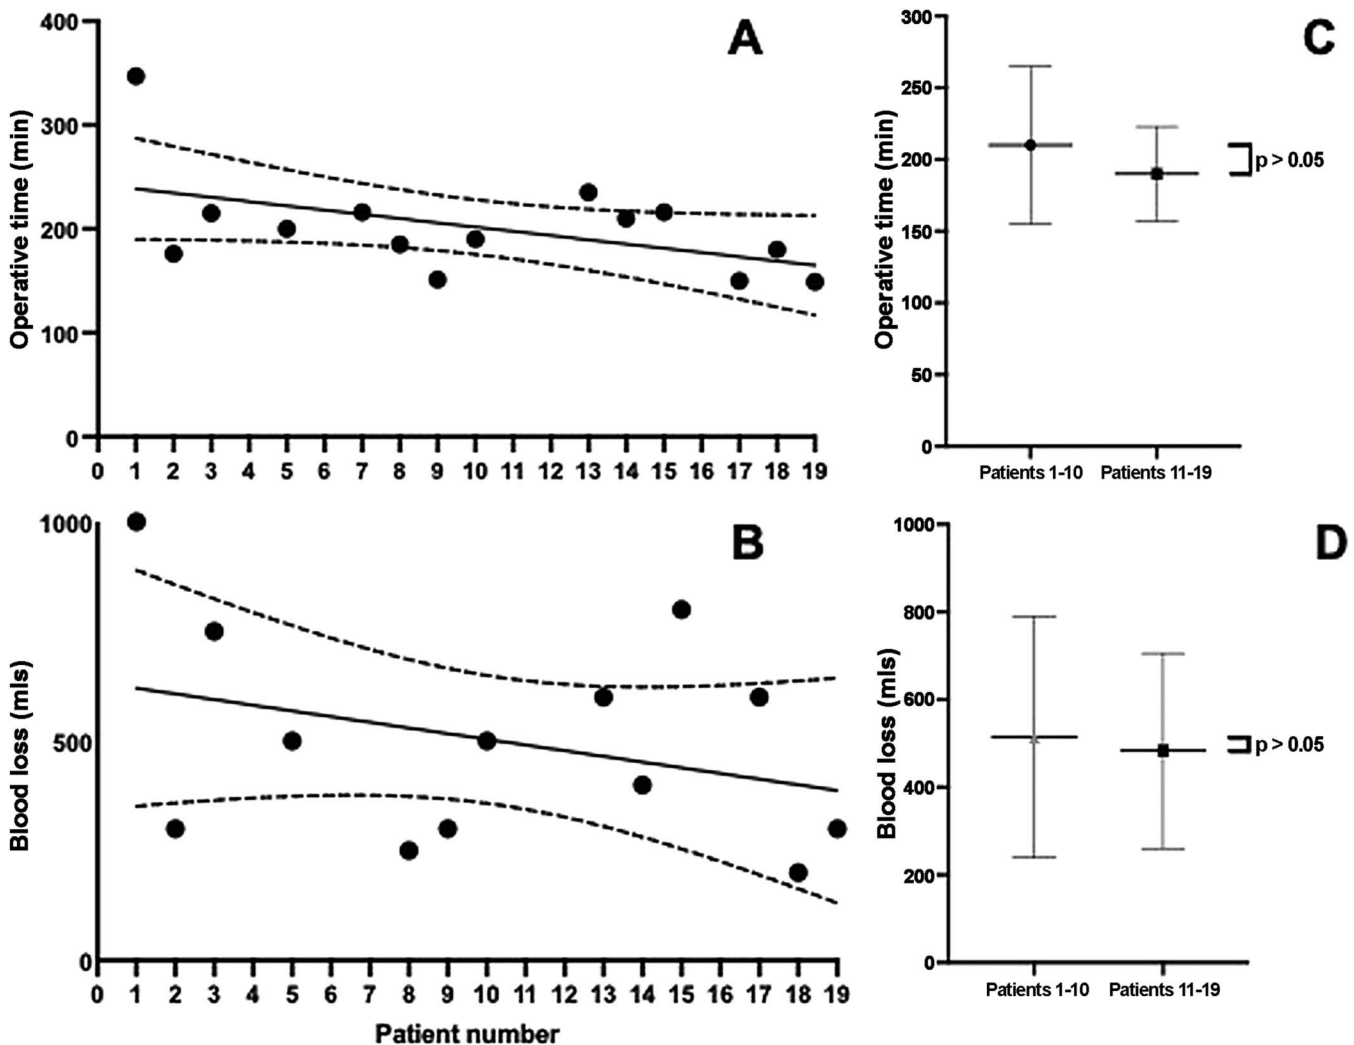 A
Operative time (min)
400
300
200
100
0
0 1 2 3 4 5 6 7 8 9 10 11 12 13 14 15 16 17 18 19
C
Operative time (min)
300
250
200
150
100
50
0
p > 0.05
Patients 1-10 Patients 11-19
B
Blood loss (mls)
1000
500
0
0 1 2 3 4 5 6 7 8 9 10 11 12 13 14 15 16 17 18 19
Patient number
D
Blood loss (mls)
1000
800
600
400
200
0
p > 0.05
Patients 1-10 Patients 11-19